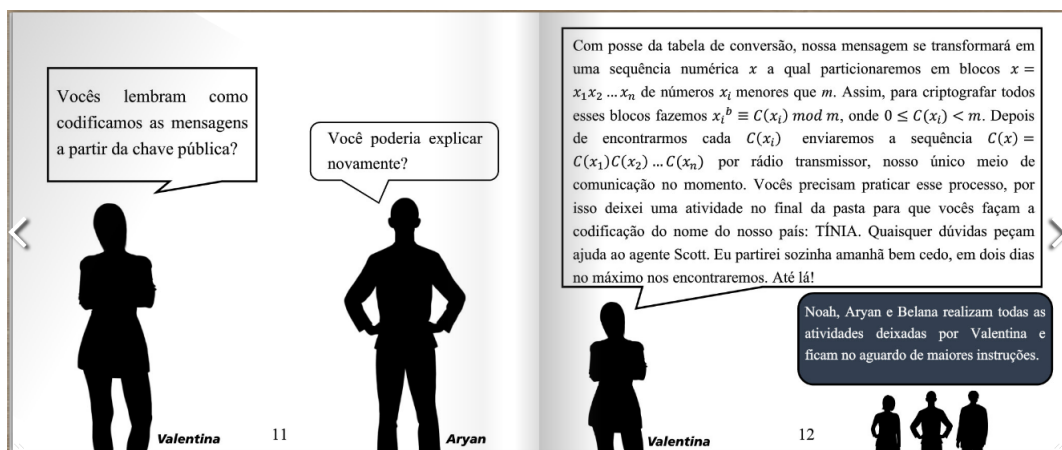 Vocês lembram como
codificamos as mensagens
a partir da chave pública?
Você poderia explicar
novamente?
Valentina
11
Aryan
Com posse da tabela de conversão, nossa mensagem se transformará em
uma sequência numérica x a qual particionaremos em blocos x =
x₁x₂ … xₙ de números xᵢ menores que m. Assim, para criptografar todos
esses blocos fazemos xᵢᵇ ≡ C(xᵢ) mod m, onde 0 ≤ C(xᵢ) < m. Depois
de encontrarmos cada C(xᵢ) enviaremos a sequência C(x) =
C(x₁)C(x₂) … C(xₙ) por rádio transmissor, nosso único meio de
comunicação no momento. Vocês precisam praticar esse processo, por
isso deixei uma atividade no final da pasta para que vocês façam a
codificação do nome do nosso país: TÍNIA. Quaisquer dúvidas peçam
ajuda ao agente Scott. Eu partirei sozinha amanhã bem cedo, em dois dias
no máximo nos encontraremos. Até lá!
Noah, Aryan e Belana realizam todas as
atividades deixadas por Valentina e
ficam no aguardo de maiores instruções.
Valentina
12